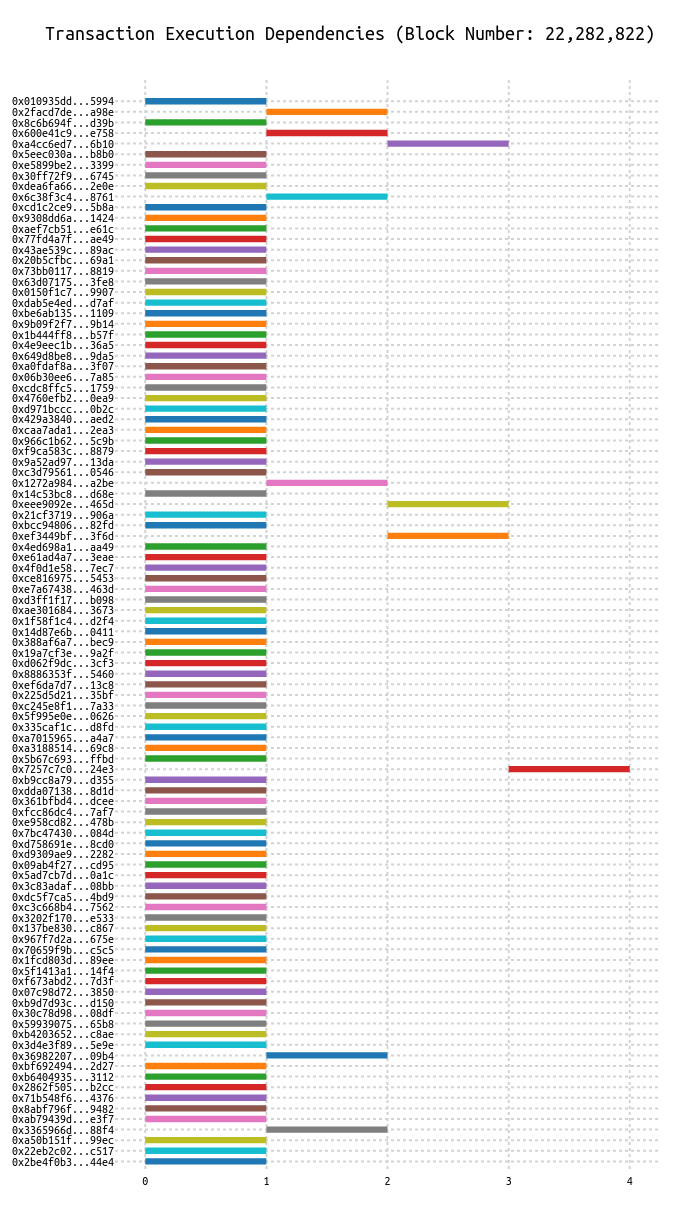 Transaction Execution Dependencies (Block Number: 22,282,822)
0x010935dd...5994
0x2facd7de...a98e
0x8c6b694f...d39b
0x600e41c9...e758
0xa4cc6ed7...6b10
0x5eec030a...b8b0
0xe5899be2...3399
0x30ff72f9...6745
0xdea6fa66...2e0e
0x6c38f3c4...8761
0xcd1c2ce9...5b8a
0x9308dd6a...1424
0xaef7cb51...e61c
0x77fd4a7f...ae49
0x43ae539c...89ac
0x20b5cfbc...69a1
0x73bb0117...8819
0x63d07175...3fe8
0x0150f1c7...9907
0xdab5e4ed...d7af
0xbe6ab135...1109
0x9b09f2f7...9b14
0x1b444ff8...b57f
0x4e9eec1b...36a5
0x649d8be8...9da5
0xa0fdaf8a...3f07
0x06b30ee6...7a85
0xcdc8ffc5...1759
0x4760efb2...0ea9
0xd971bccc...0b2c
0x429a3840...aed2
0xcaa7ada1...2ea3
0x966c1b62...5c9b
0xf9ca583c...8879
0x9a52ad97...13da
0xc3d79561...0546
0x1272a984...a2be
0x14c53bc8...d68e
0xeee9092e...465d
0x21cf3719...906a
0xbcc94806...82fd
0xef3449bf...3f6d
0x4ed698a1...aa49
0xe61ad4a7...3eae
0x4f0d1e58...7ec7
0xce816975...5453
0xe7a67438...463d
0xd3ff1f17...b098
0xae301684...3673
0x1f58f1c4...d2f4
0x14d87e6b...0411
0x388af6a7...bec9
0x19a7cf3e...9a2f
0xd062f9dc...3cf3
0x8886353f...5460
0xef6da7d7...13c8
0x225d5d21...35bf
0xc245e8f1...7a33
0x5f995e0e...0626
0x335caf1c...d8fd
0xa7015965...a4a7
0xa3188514...69c8
0x5b67c693...ffbd
0x7257c7c0...24e3
0xb9cc8a79...d355
0xdda07138...8d1d
0x361bfbd4...dcee
0xfcc86dc4...7af7
0xe958cd82...478b
0x7bc47430...084d
0xd758691e...8cd0
0xd9309ae9...2282
0x09ab4f27...cd95
0x5ad7cb7d...0a1c
0x3c83adaf...08bb
0xdc5f7ca5...4bd9
0xc3c668b4...7562
0x3202f170...e533
0x137be830...c867
0x967f7d2a...675e
0x70659f9b...c5c5
0x1fcd803d...89ee
0x5f1413a1...14f4
0xf673abd2...7d3f
0x07c98d72...3850
0xb9d7d93c...d150
0x30c78d98...08df
0x59939075...65b8
0xb4203652...c8ae
0x3d4e3f89...5e9e
0x36982207...09b4
0xbf692494...2d27
0xb6404935...3112
0x2862f505...b2cc
0x71b548f6...4376
0x8abf796f...9482
0xab79439d...e3f7
0x3365966d...88f4
0xa50b151f...99ec
0x22eb2c02...c517
0x2be4f0b3...44e4
0 1 2 3 4